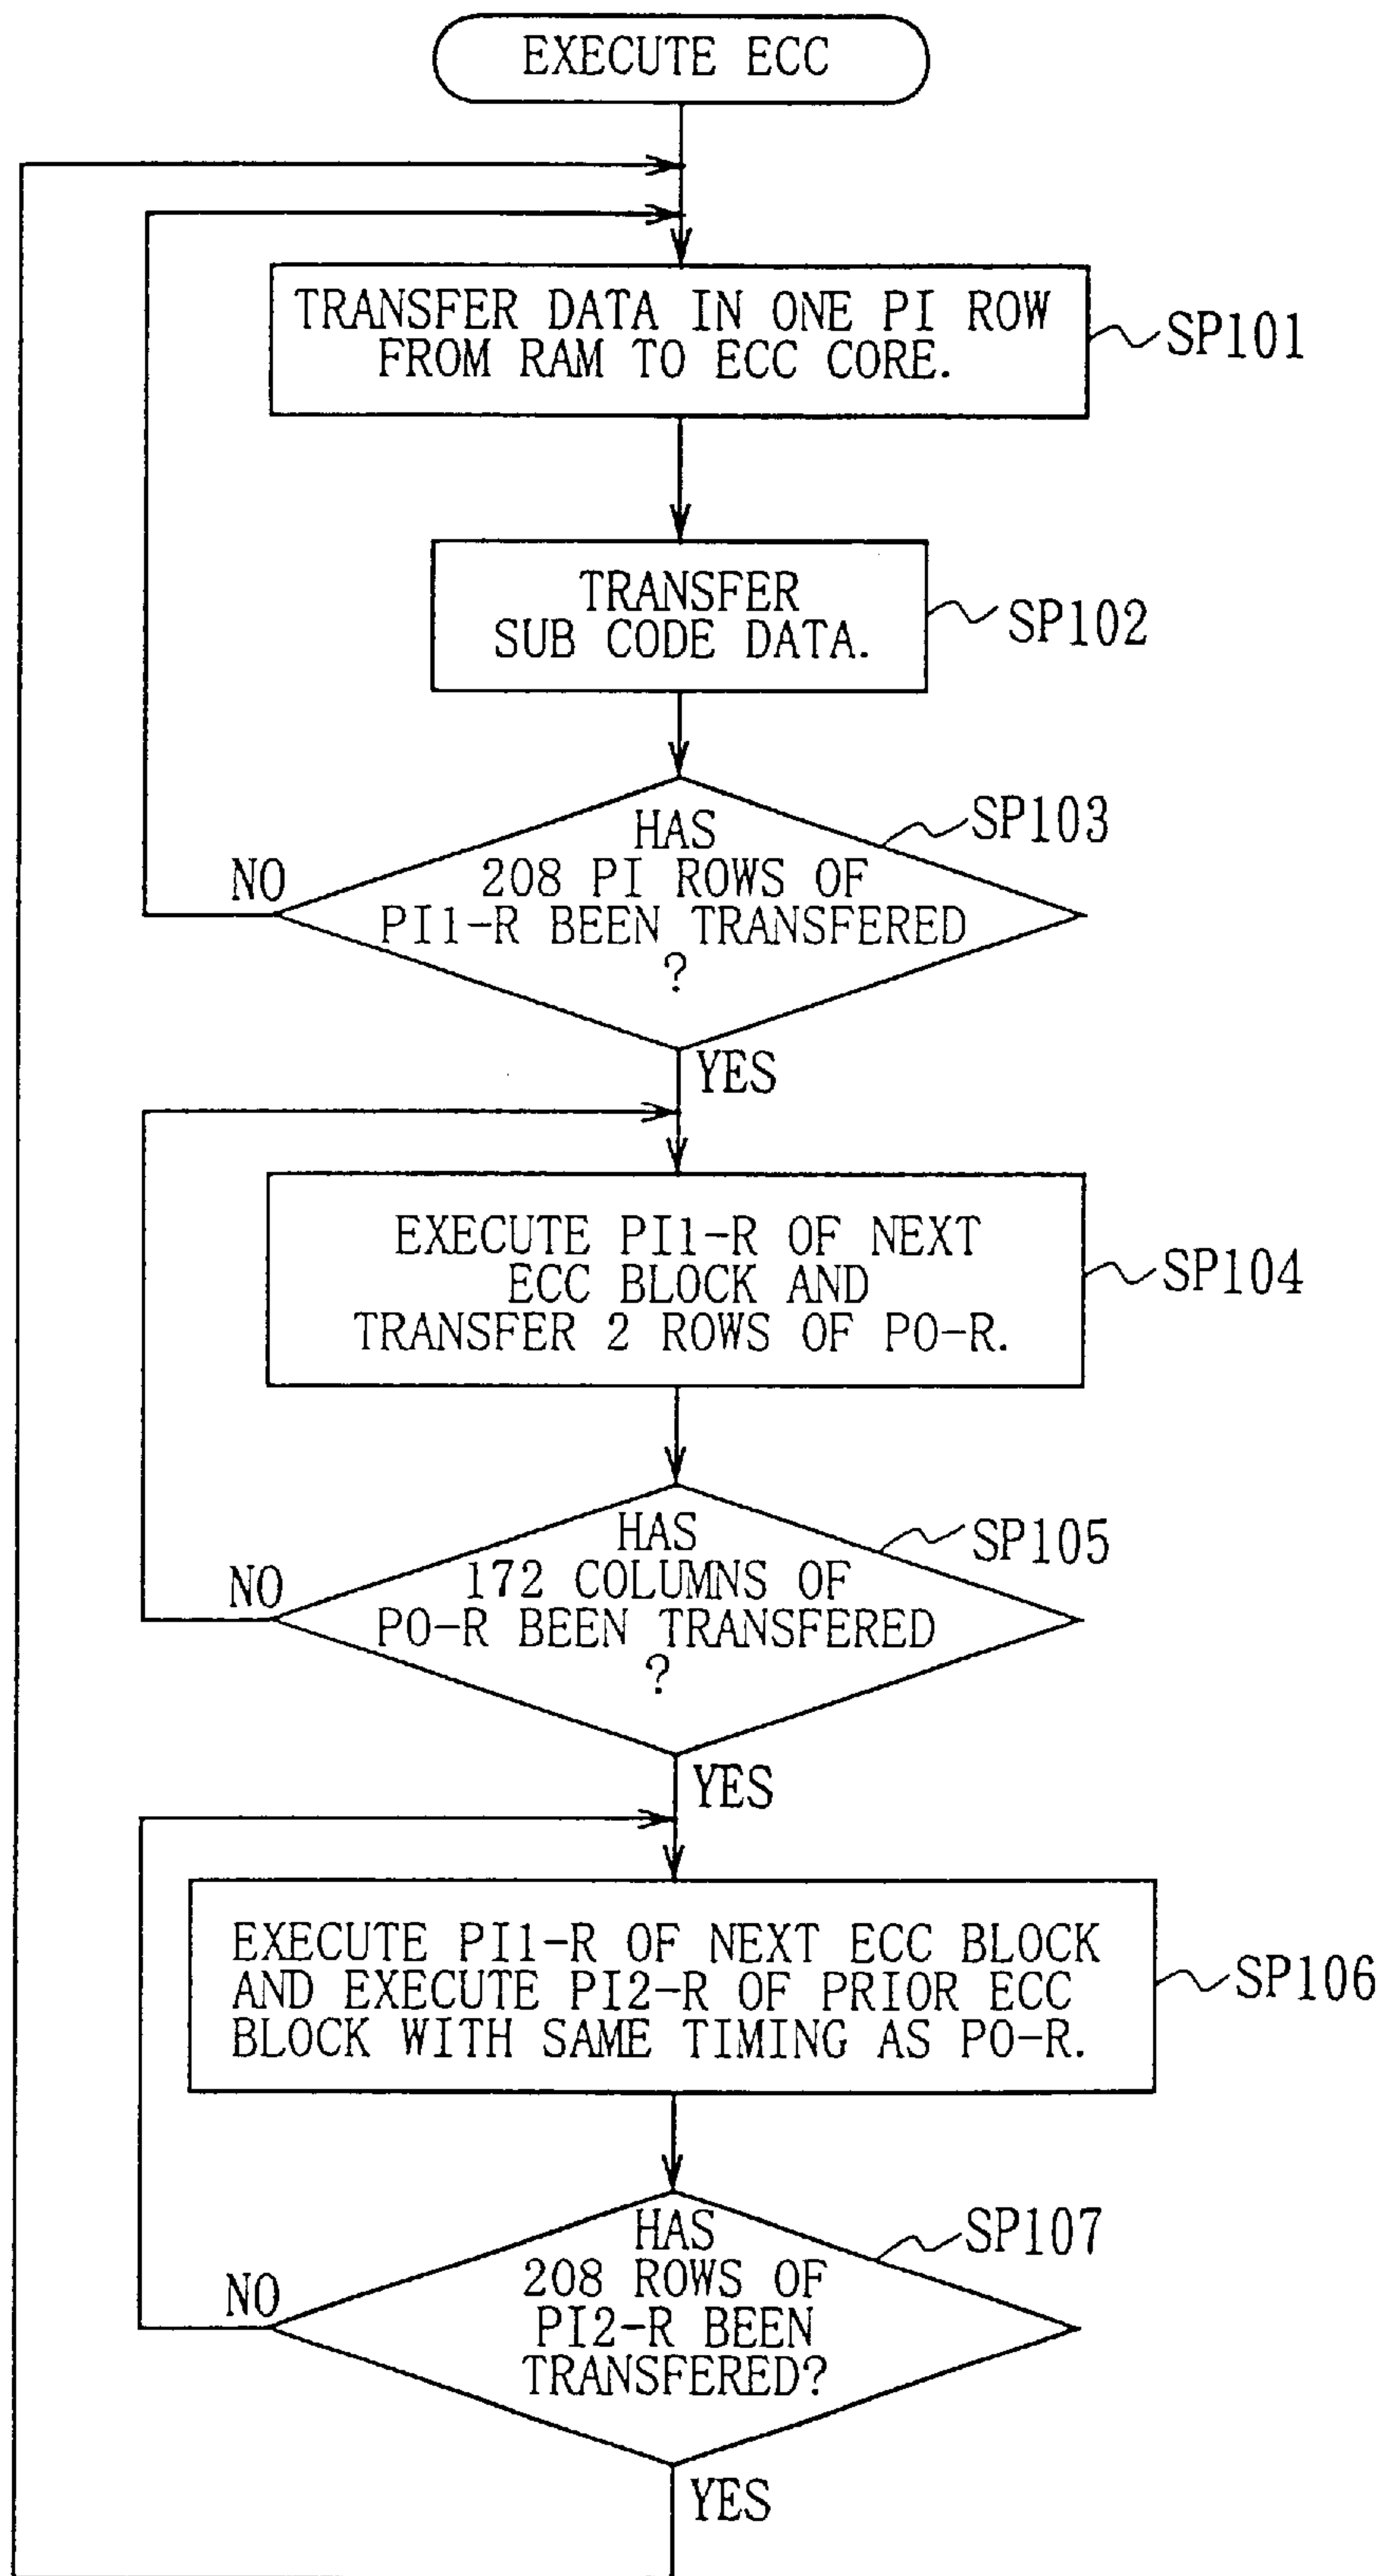 EXECUTE ECC
TRANSFER DATA IN ONE PI ROW
FROM RAM TO ECC CORE.
SP101
TRANSFER
SUB CODE DATA.
SP102
HAS
208 PI ROWS OF
PI1-R BEEN TRANSFERED
?
SP103
NO
YES
EXECUTE PI1-R OF NEXT
ECC BLOCK AND
TRANSFER 2 ROWS OF PO-R.
SP104
HAS
172 COLUMNS OF
PO-R BEEN TRANSFERED
?
SP105
NO
YES
EXECUTE PI1-R OF NEXT ECC BLOCK
AND EXECUTE PI2-R OF PRIOR ECC
BLOCK WITH SAME TIMING AS PO-R.
SP106
HAS
208 ROWS OF
PI2-R BEEN
TRANSFERED?
SP107
NO
YES